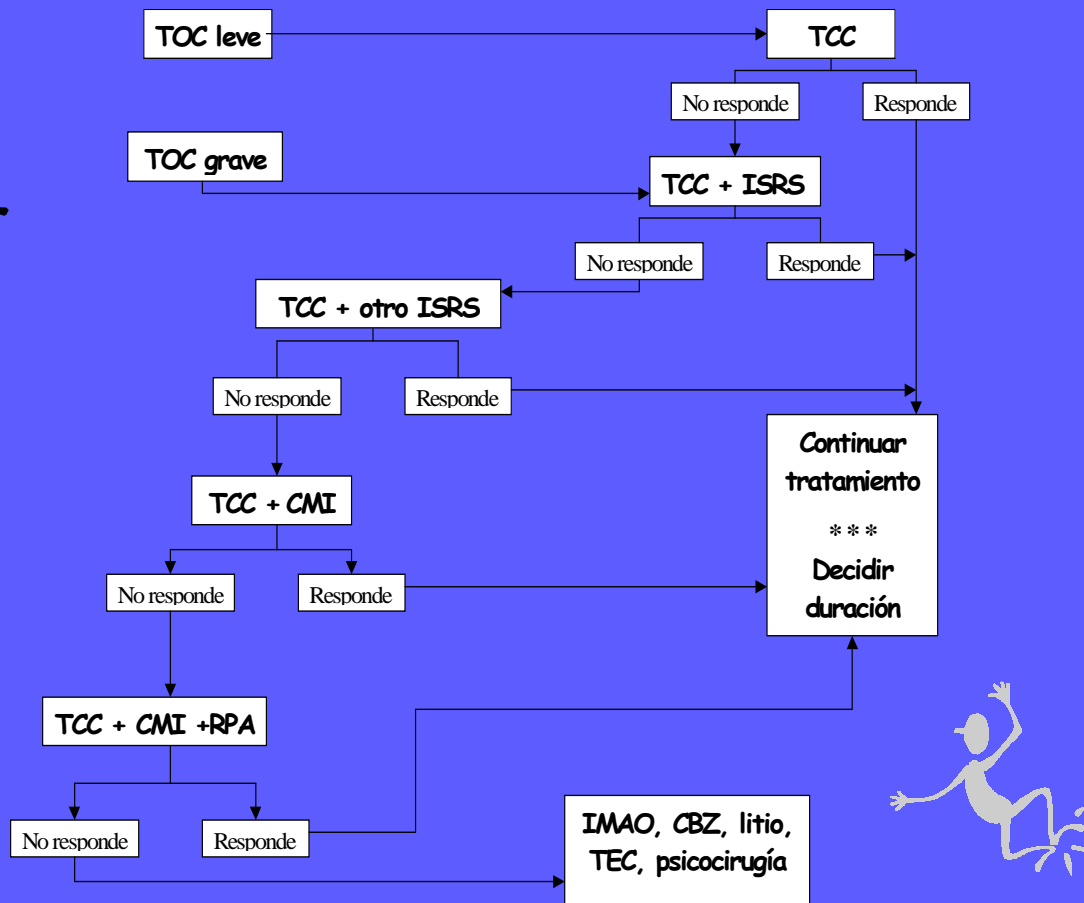 TOC leve
TCC
No responde
Responde
TOC grave
TCC + ISRS
No responde
Responde
TCC + otro ISRS
No responde
Responde
Continuar
tratamiento
***
Decidir
duración
TCC + CMI
No responde
Responde
TCC + CMI +RPA
No responde
Responde
IMAO, CBZ, litio,
TEC, psicocirugía